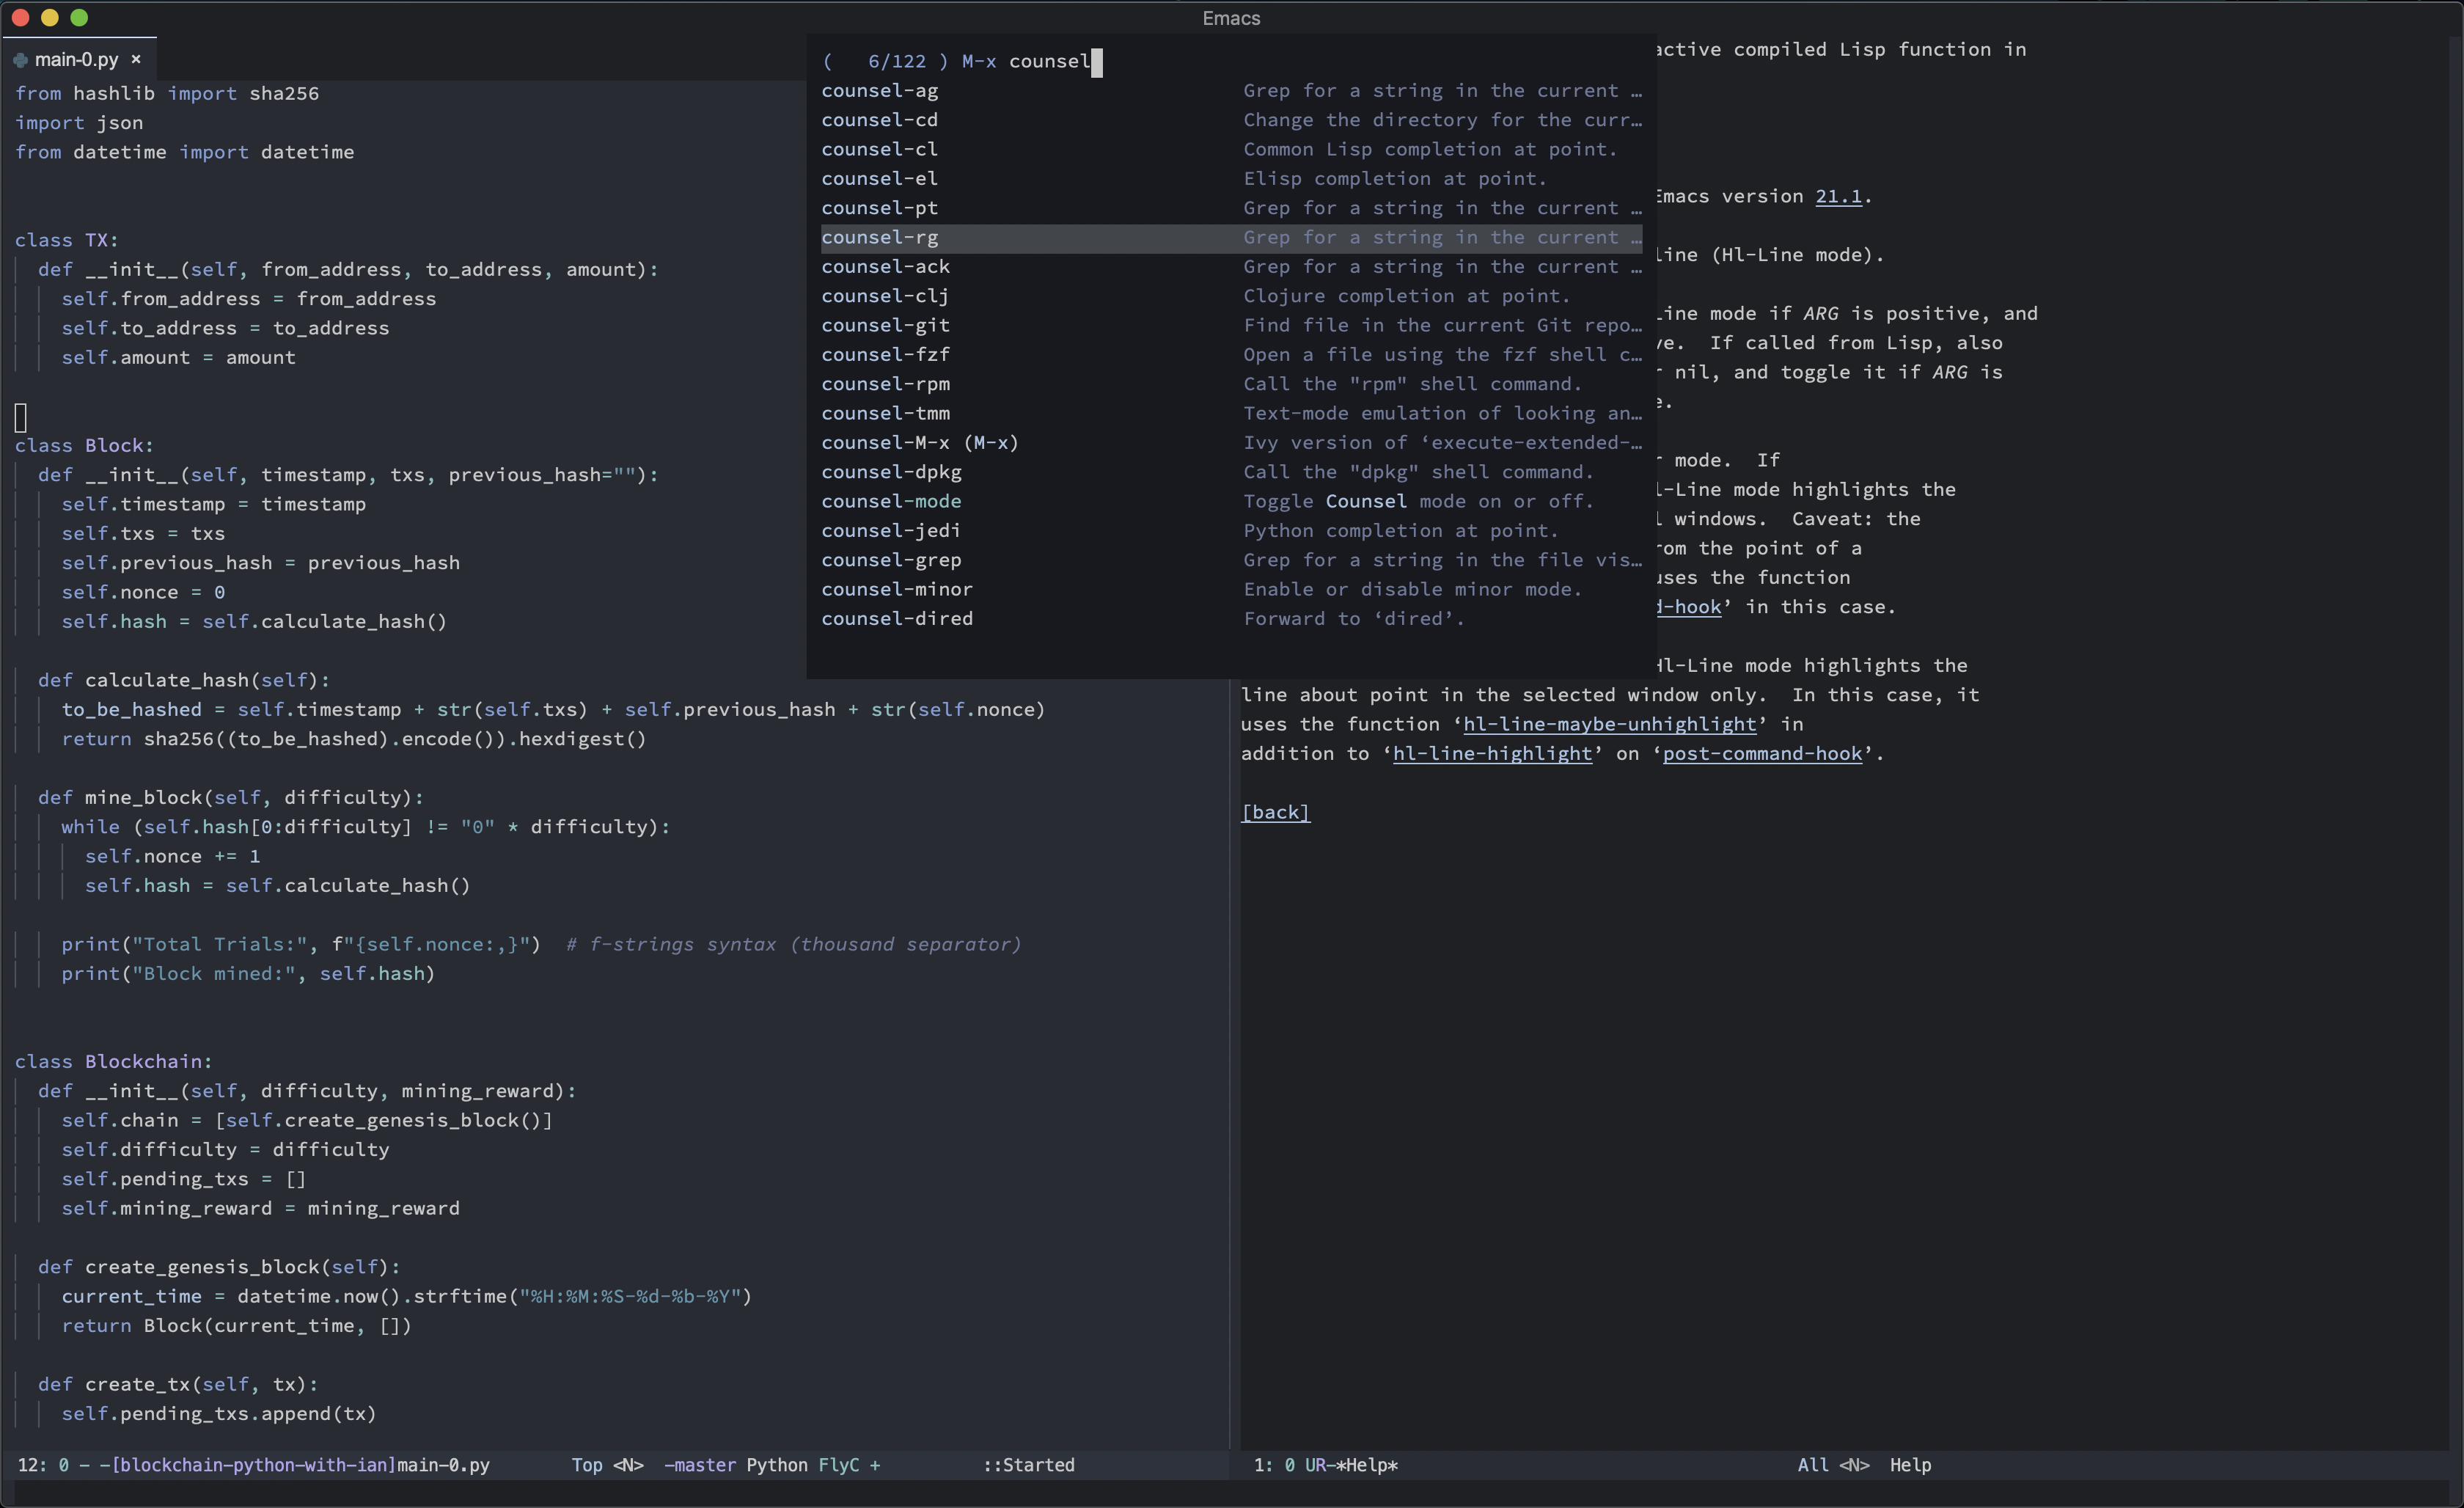 Emacs
main-0.py ×
from hashlib import sha256
import json
from datetime import datetime
class TX:
def __init__(self, from_address, to_address, amount):
self.from_address = from_address
self.to_address = to_address
self.amount = amount
class Block:
def __init__(self, timestamp, txs, previous_hash=""):
self.timestamp = timestamp
self.txs = txs
self.previous_hash = previous_hash
self.nonce = 0
self.hash = self.calculate_hash()
def calculate_hash(self):
to_be_hashed = self.timestamp + str(self.txs) + self.previous_hash + str(self.nonce)
return sha256((to_be_hashed).encode()).hexdigest()
def mine_block(self, difficulty):
while (self.hash[0:difficulty] != "0" * difficulty):
self.nonce += 1
self.hash = self.calculate_hash()
print("Total Trials:", f"{self.nonce:,}")  # f-strings syntax (thousand separator)
print("Block mined:", self.hash)
class Blockchain:
def __init__(self, difficulty, mining_reward):
self.chain = [self.create_genesis_block()]
self.difficulty = difficulty
self.pending_txs = []
self.mining_reward = mining_reward
def create_genesis_block(self):
current_time = datetime.now().strftime("%H:%M:%S-%d-%b-%Y")
return Block(current_time, [])
def create_tx(self, tx):
self.pending_txs.append(tx)
12: 0 - -[blockchain-python-with-ian]main-0.py Top <N> -master Python FlyC + ::Started
( 6/122 ) M-x counsel
counsel-ag Grep for a string in the current …
counsel-cd Change the directory for the curr…
counsel-cl Common Lisp completion at point.
counsel-el Elisp completion at point.
counsel-pt Grep for a string in the current …
counsel-rg Grep for a string in the current …
counsel-ack Grep for a string in the current …
counsel-clj Clojure completion at point.
counsel-git Find file in the current Git repo…
counsel-fzf Open a file using the fzf shell c…
counsel-rpm Call the "rpm" shell command.
counsel-tmm Text-mode emulation of looking an…
counsel-M-x (M-x) Ivy version of ‘execute-extended-…
counsel-dpkg Call the "dpkg" shell command.
counsel-mode Toggle Counsel mode on or off.
counsel-jedi Python completion at point.
counsel-grep Grep for a string in the file vis…
counsel-minor Enable or disable minor mode.
counsel-dired Forward to ‘dired’.
active compiled Lisp function in
Emacs version 21.1.
line (Hl-Line mode).
Line mode if ARG is positive, and
ve.  If called from Lisp, also
r nil, and toggle it if ARG is
e.
r mode.  If
l-Line mode highlights the
l windows.  Caveat: the
rom the point of a
uses the function
d-hook’ in this case.
Hl-Line mode highlights the
line about point in the selected window only.  In this case, it
uses the function ‘hl-line-maybe-unhighlight’ in
addition to ‘hl-line-highlight’ on ‘post-command-hook’.
[back]
1: 0 UR-*Help* All <N> Help